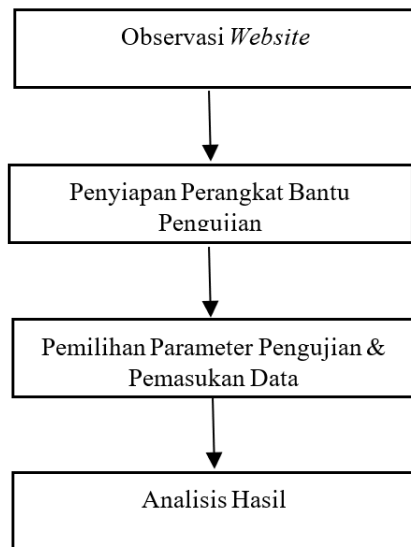 Observasi Website
Penyiapan Perangkat Bantu
Pengujian
Pemilihan Parameter Pengujian &
Pemasukan Data
Analisis Hasil